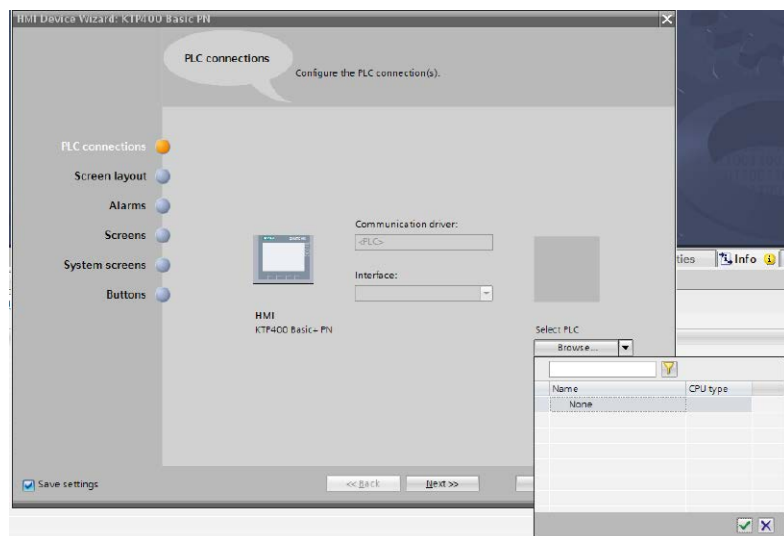 HMI Device Wizard: KTP400 Basic PN
PLC connections
Configure the PLC connection(s).
PLC connections
Screen layout
Alarms
Screens
System screens
Buttons
Communication driver:
<PLC>
Interface:
HMI
KTP400 Basic PN
Select PLC
Browse...
Name
CPU type
None
Save settings
<< Back
Next >>
ties
Info